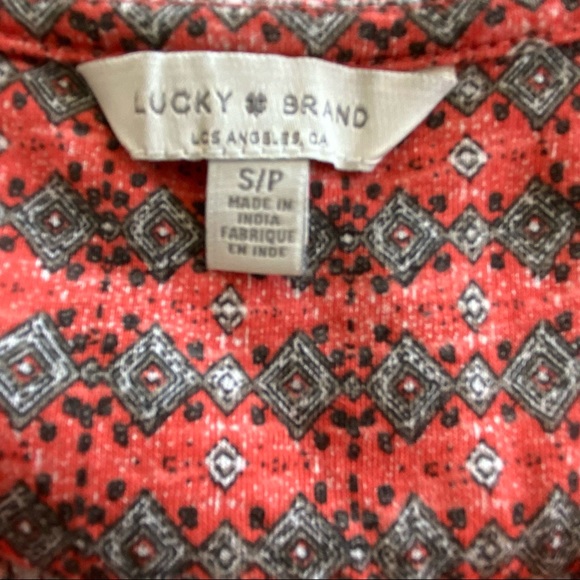 LUCKY BRAND
LOS ANGELES, CA
S/P
MADE IN
INDIA
FABRIQUE
EN INDE